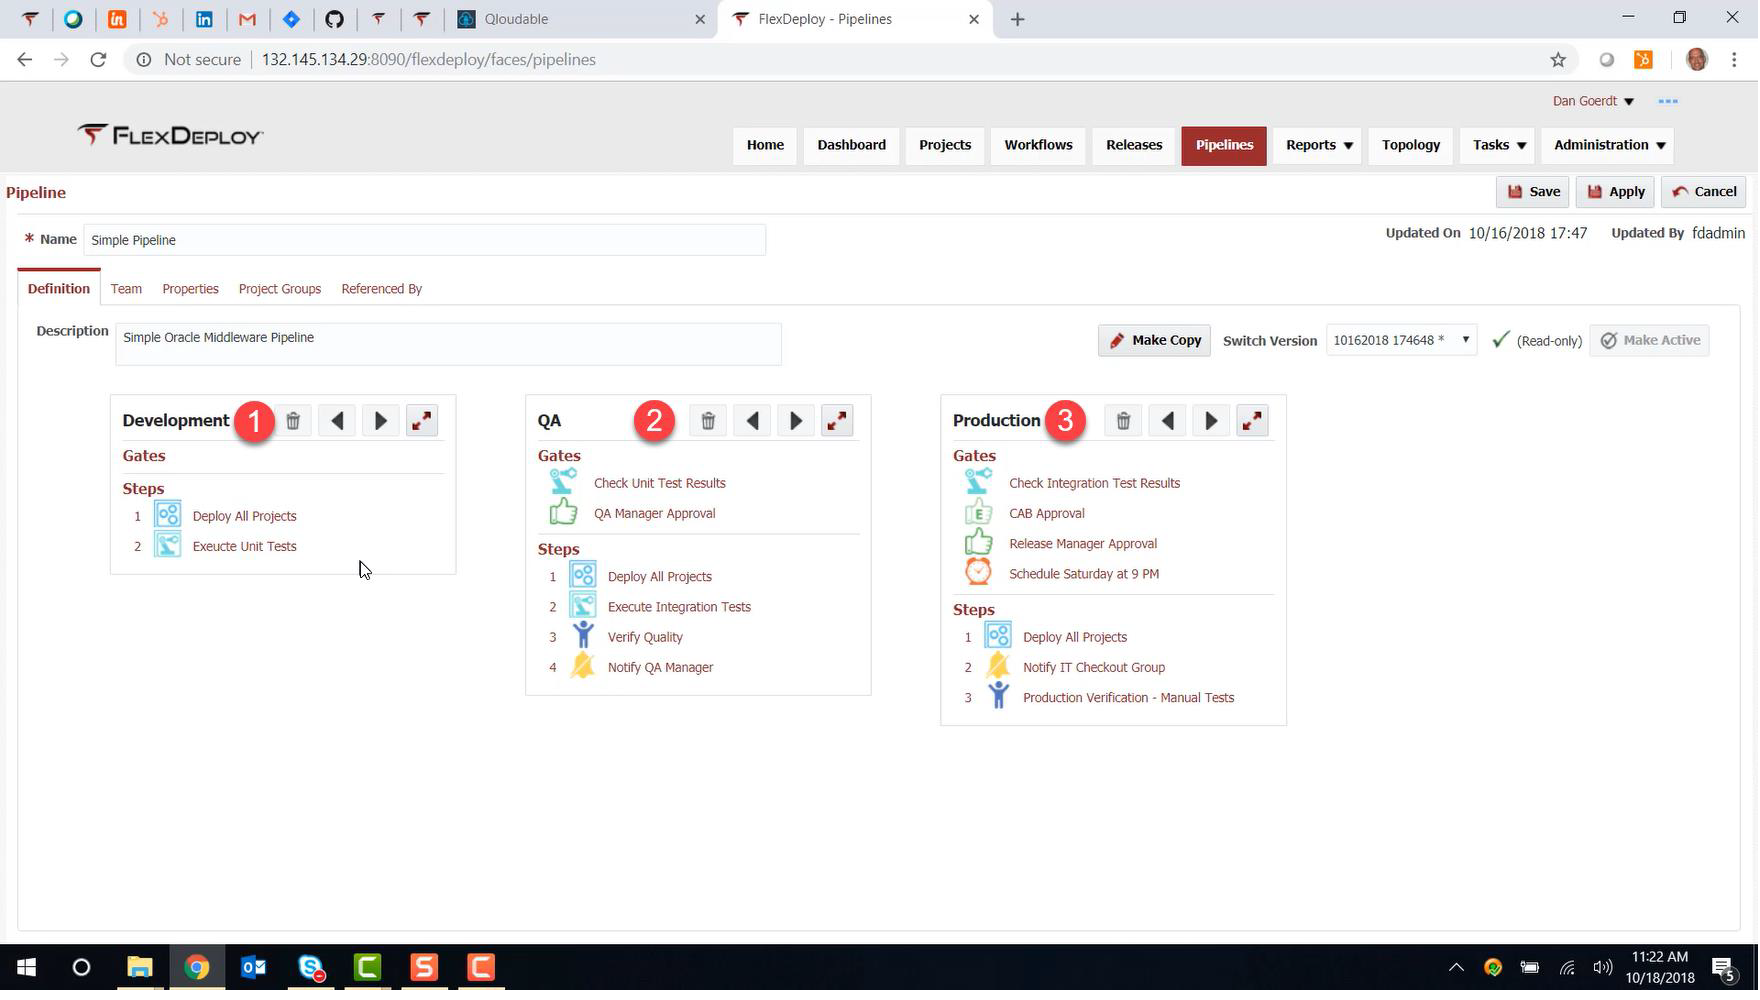 Qloudable
FlexDeploy - Pipelines
Not secure
132.145.134.29:8090/flexdeploy/faces/pipelines
Dan Goerdt
FLEXDEPLOY
Home
Dashboard
Projects
Workflows
Releases
Pipelines
Reports
Topology
Tasks
Administration
Pipeline
Save
Apply
Cancel
* Name
Simple Pipeline
Updated On 10/16/2018 17:47
Updated By fdadmin
Definition
Team
Properties
Project Groups
Referenced By
Description
Simple Oracle Middleware Pipeline
Make Copy
Switch Version
10162018 174648 *
(Read-only)
Make Active
Development
1
Gates
Steps
1 Deploy All Projects
2 Exeucte Unit Tests
QA
2
Gates
Check Unit Test Results
QA Manager Approval
Steps
1 Deploy All Projects
2 Execute Integration Tests
3 Verify Quality
4 Notify QA Manager
Production
3
Gates
Check Integration Test Results
E CAB Approval
Release Manager Approval
Schedule Saturday at 9 PM
Steps
1 Deploy All Projects
2 Notify IT Checkout Group
3 Production Verification - Manual Tests
11:22 AM
10/18/2018
5